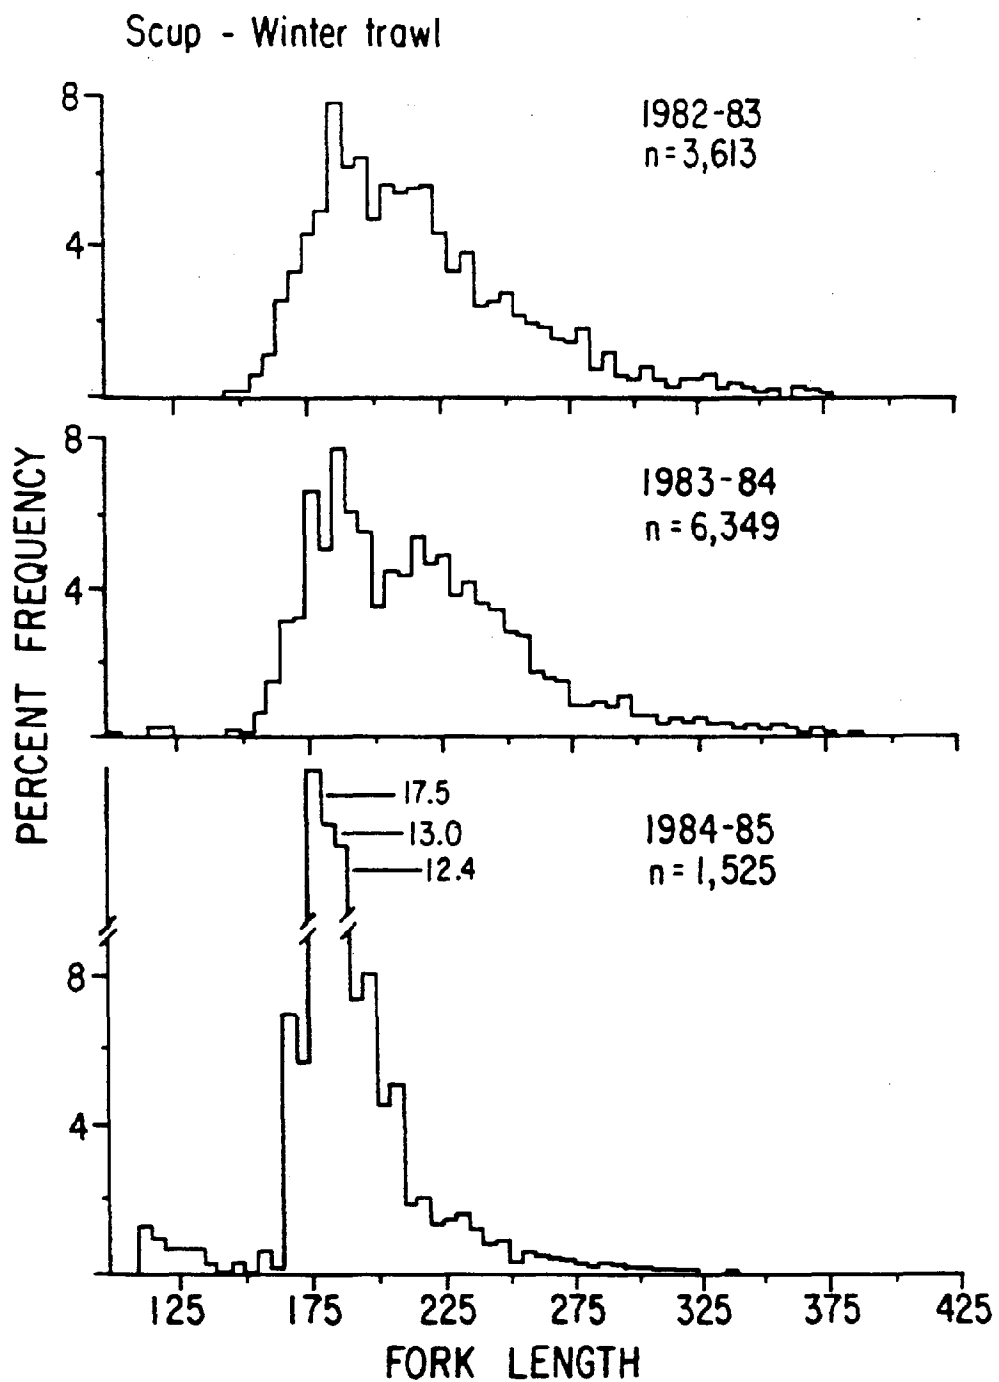 Scup - Winter trawl
8
4
1982-83
n=3,613
8
4
1983-84
n=6,349
PERCENT FREQUENCY
17.5
13.0
12.4
1984-85
n=1,525
8
4
125 175 225 275 325 375 425
FORK LENGTH